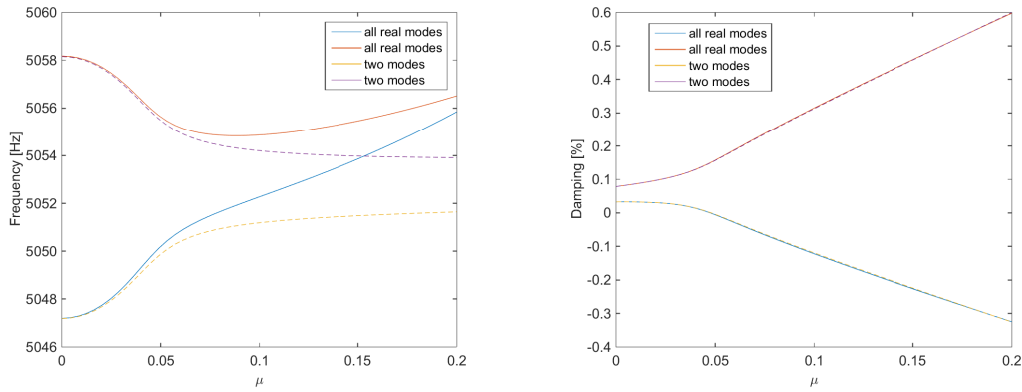 5060
5058
5056
5054
5051
5050
5048
5046
Frequency [Hz]
0
0.05
0.1
0.15
0.2
μ
all real modes
all real modes
two modes
two modes
0.6
0.5
0.4
0.3
0.2
0.1
0
-0.1
-0.2
-0.3
-0.4
Damping [%]
0
0.05
0.1
0.15
0.2
μ
all real modes
all real modes
two modes
two modes